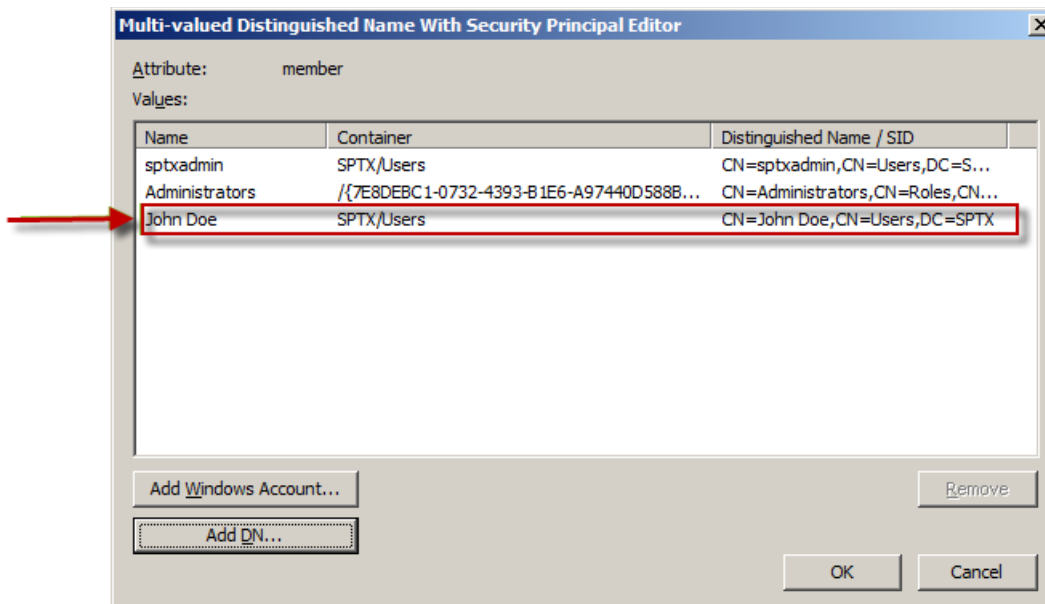 Multi-valued Distinguished Name With Security Principal Editor
Attribute: member
Values:
Name Container Distinguished Name / SID
sptxadmin SPTX/Users CN=sptxadmin,CN=Users,DC=S...
Administrators /{7E8DEBC1-0732-4393-B1E6-A97440D588B... CN=Administrators,CN=Roles,CN...
John Doe SPTX/Users CN=John Doe,CN=Users,DC=SPTX
Add Windows Account... Remove
Add DN...
OK Cancel